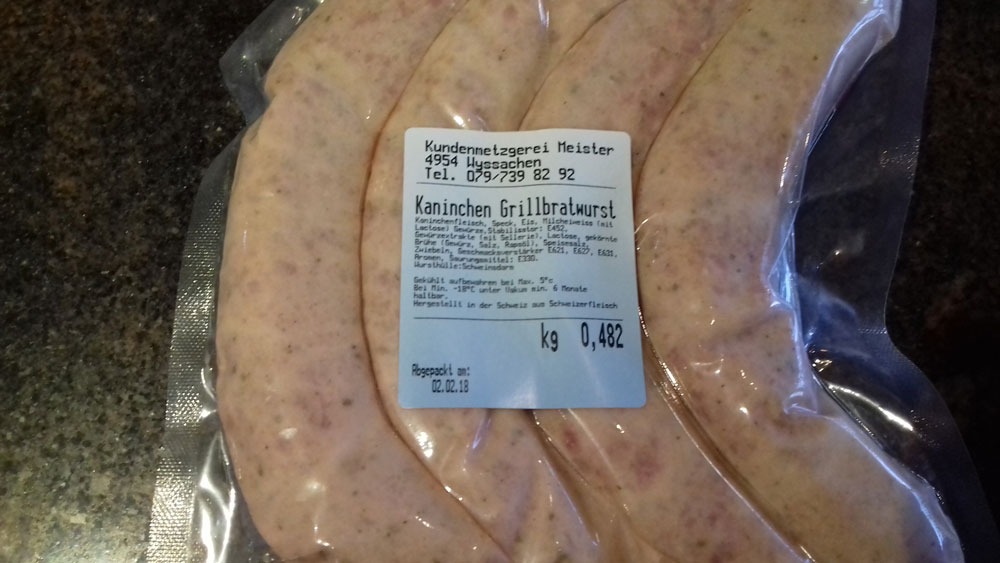 Kundenmetzgerei Meister
4954 Wyssachen
Tel. 079/739 82 92
Kaninchen Grillbratwurst
Kaninchenfleisch, Speck, Eis, Milcheiweiss (mit
Lactose) Gewürze,Stabilisator: E452,
Gewürzextrakte (mit Sellerie), Lactose, gekörnte
Brühe (Gewürz, Salz, Rapsöl), Speisesalz,
Zwiebeln, Geschmacksverstärker E621, E627, E631,
Aromen, Säurungsmittel: E330.
Wursthülle:Schweinsdarm
Gekühlt aufbewahren bei Max. 5°c
Bei Min. -18°C unter Vakum min. 6 Monate
haltbar.
Hergestellt in der Schweiz aus Schweizerfleisch
kg 0,482
Abgepackt am:
02.02.18